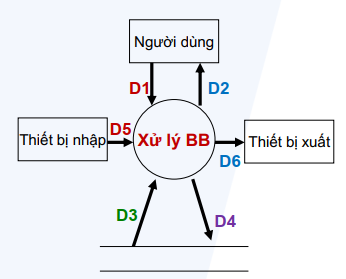 Người dùng
D1
D2
Thiết bị nhập
D5
Xử lý BB
Thiết bị xuất
D6
D3
D4